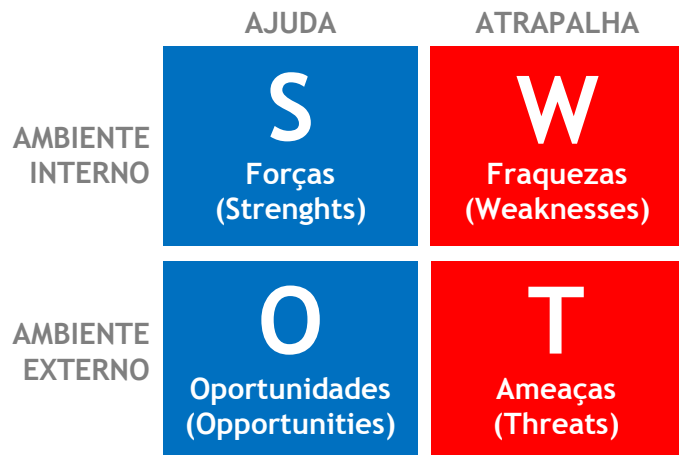 AJUDA
ATRAPALHA
AMBIENTE
INTERNO
S
Forças
(Strenghts)
W
Fraquezas
(Weaknesses)
AMBIENTE
EXTERNO
O
Oportunidades
(Opportunities)
T
Ameaças
(Threats)